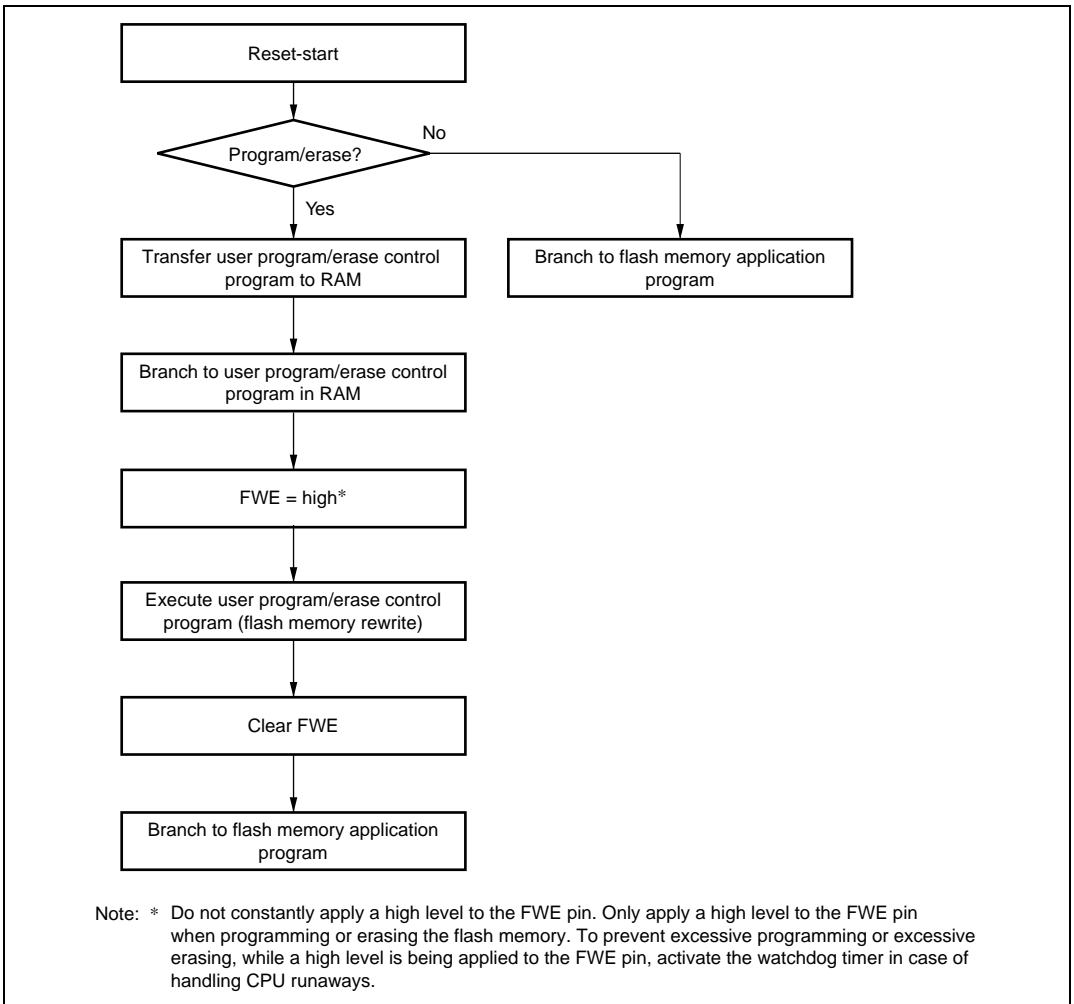 Reset-start
Program/erase?
No
Yes
Transfer user program/erase control
program to RAM
Branch to flash memory application
program
Branch to user program/erase control
program in RAM
FWE = high*
Execute user program/erase control
program (flash memory rewrite)
Clear FWE
Branch to flash memory application
program
Note: * Do not constantly apply a high level to the FWE pin. Only apply a high level to the FWE pin
when programming or erasing the flash memory. To prevent excessive programming or excessive
erasing, while a high level is being applied to the FWE pin, activate the watchdog timer in case of
handling CPU runaways.